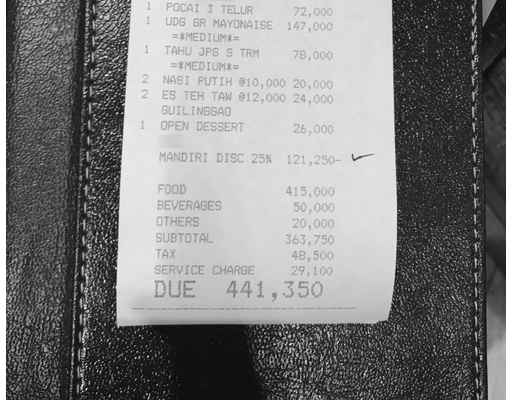 1 POCAI 3 TELUR 72,000
1 UDG GR MAYONAISE 147,000
=*MEDIUM*=
1 TAHU JPG S TRM 78,000
=*MEDIUM*=
2 NASI PUTIH @10,000 20,000
2 ES TEH TAW @12,000 24,000
GUILINGGAO
1 OPEN DESSERT 26,000
MANDIRI DISC 25% 121,250-
FOOD 415,000
BEVERAGES 50,000
OTHERS 20,000
SUBTOTAL 363,750
TAX 48,500
SERVICE CHARGE 29,100
DUE 441,350